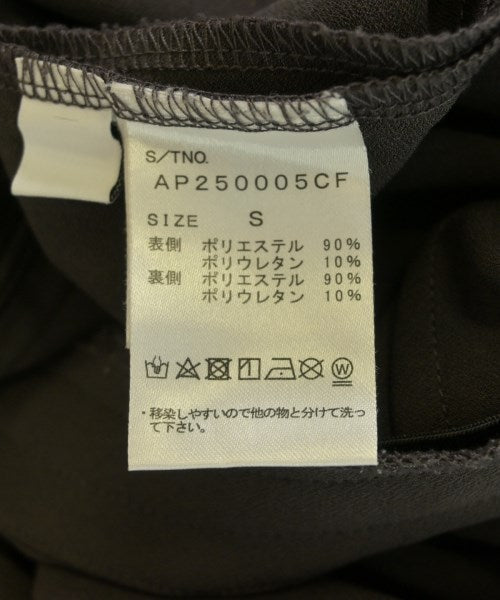 S/TNO.
AP250005CF
SIZE S
表側 ポリエステル 90%
ポリウレタン 10%
裏側 ポリエステル 90%
ポリウレタン 10%
W
・移染しやすいので他の物と分けて洗っ
て下さい。